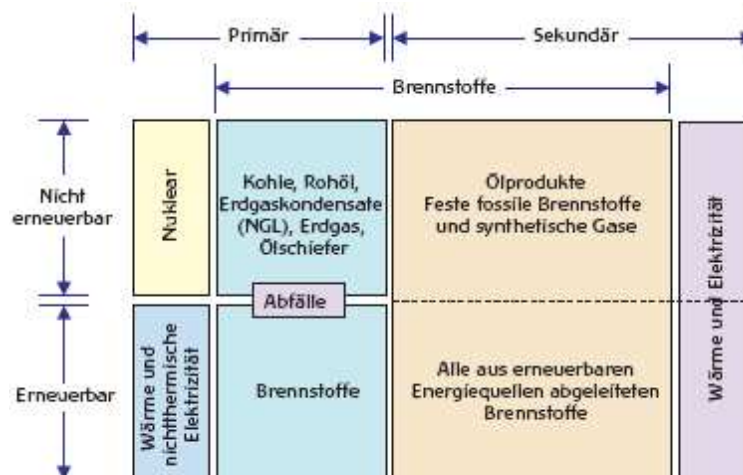 Primär
Sekundär
Brennstoffe
Nicht
erneuerbar
Nuklear
Kohle, Rohöl,
Erdgaskondensate
(NGL), Erdgas,
Ölschiefer
Ölprodukte
Feste fossile Brennstoffe
und synthetische Gase
Wärme und Elektrizität
Abfälle
Erneuerbar
Wärme und
nichtthermische
Elektrizität
Brennstoffe
Alle aus erneuerbaren
Energiequellen abgeleiteten
Brennstoffe